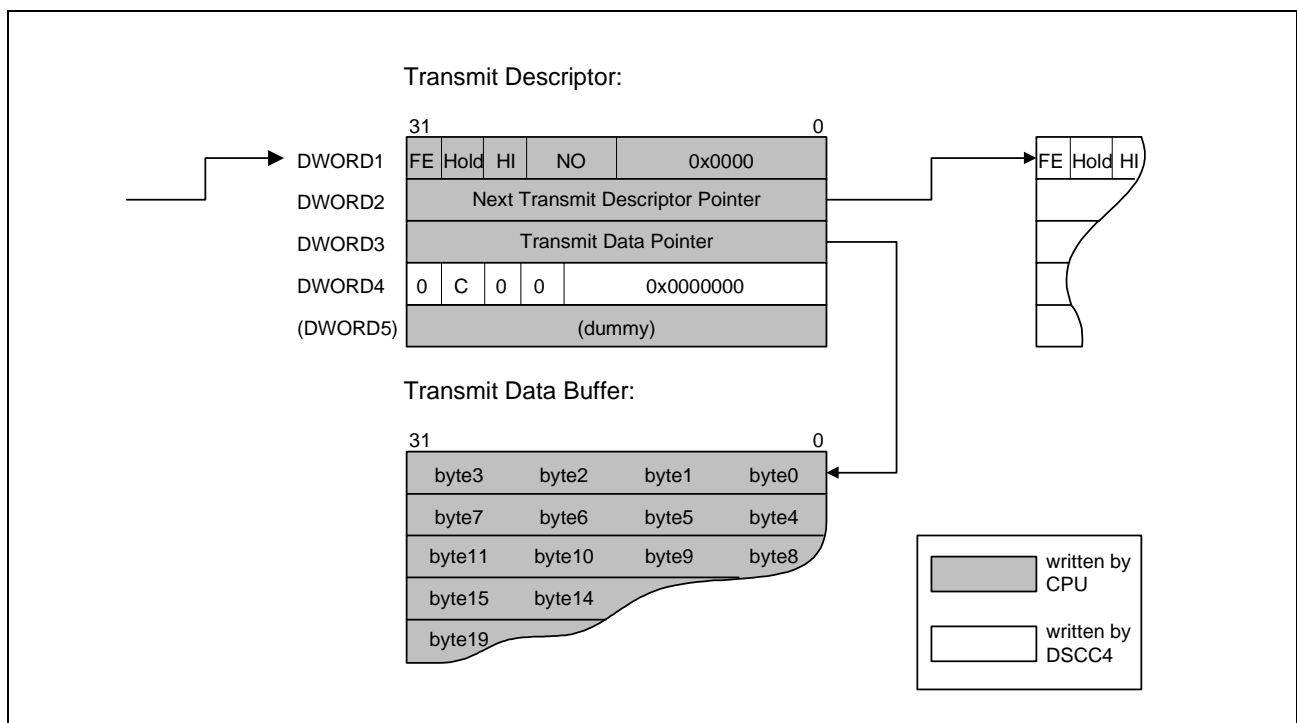 Transmit Descriptor:
31 0
DWORD1 FE Hold HI NO 0x0000 FE Hold HI
DWORD2 Next Transmit Descriptor Pointer
DWORD3 Transmit Data Pointer
DWORD4 0 C 0 0 0x0000000
(DWORD5) (dummy)
Transmit Data Buffer:
31 0
byte3 byte2 byte1 byte0
byte7 byte6 byte5 byte4
byte11 byte10 byte9 byte8
byte15 byte14
byte19
written by
CPU
written by
DSCC4